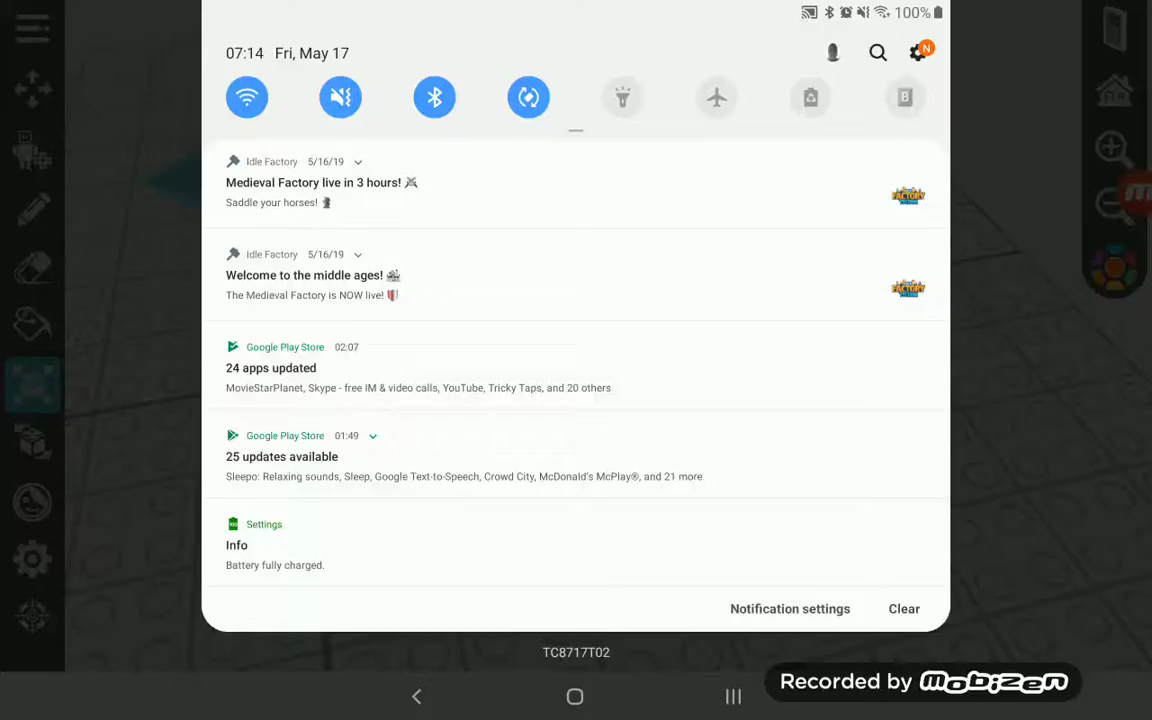 100%
07:14 Fri, May 17
N
B
Idle Factory 5/16/19
Medieval Factory live in 3 hours!
Saddle your horses!
FACTORY
Idle Factory 5/16/19
Welcome to the middle ages!
The Medieval Factory is NOW live!
FACTORY
Google Play Store 02:07
24 apps updated
MovieStarPlanet, Skype - free IM & video calls, YouTube, Tricky Taps, and 20 others
Google Play Store 01:49
25 updates available
Sleepo: Relaxing sounds, Sleep, Google Text-to-Speech, Crowd City, McDonald's McPlay®, and 21 more
Settings
Info
Battery fully charged.
Notification settings Clear
TC8717T02
Recorded by mobizen